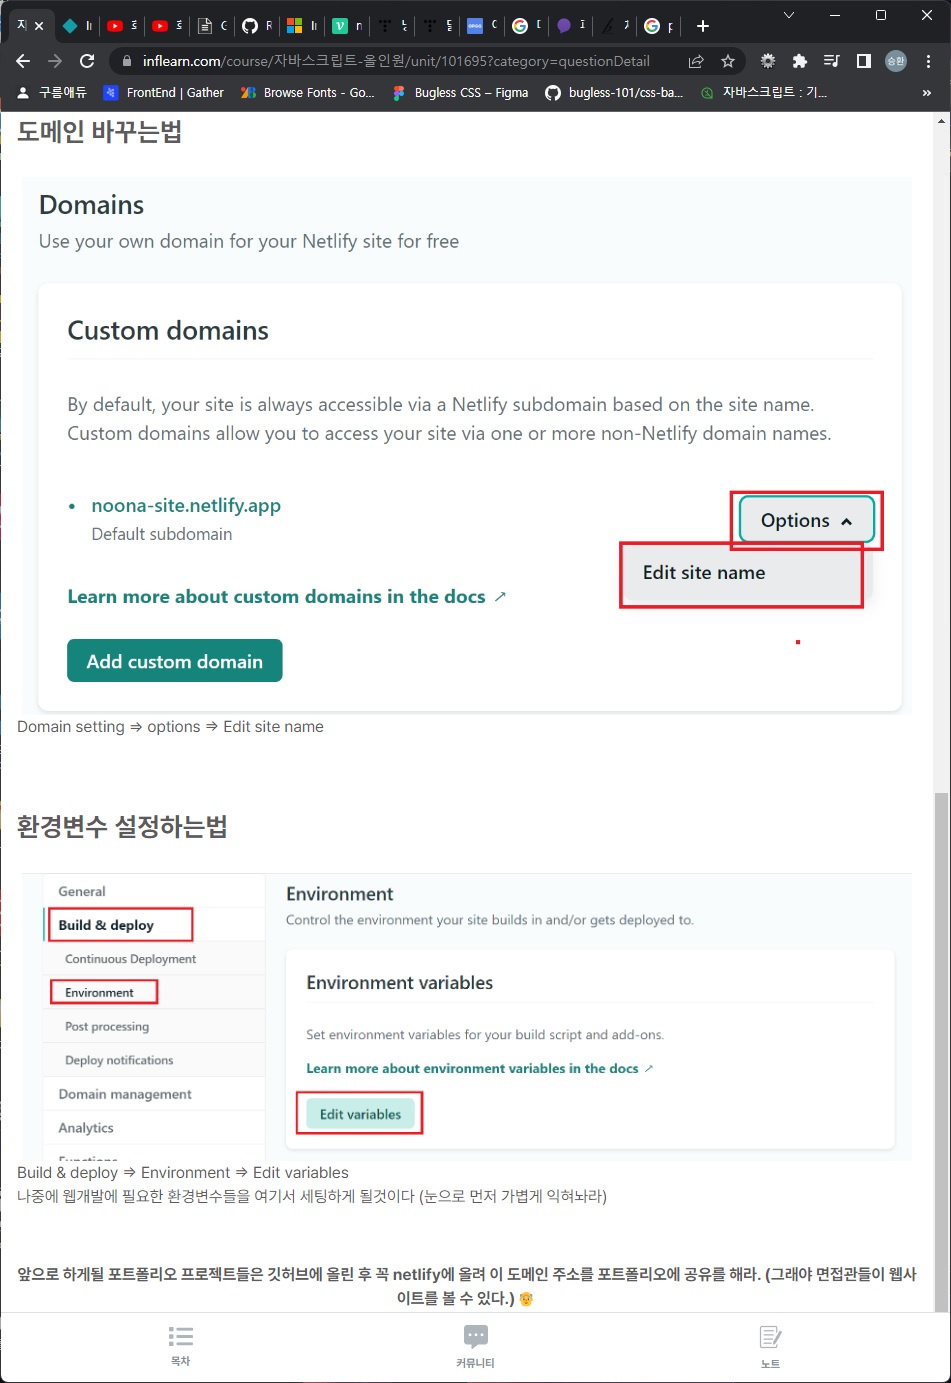 inflearn.com/course/자바스크립트-올인원/unit/101695?category=questionDetail
승환
구름에듀
FrontEnd | Gather
Browse Fonts - Go...
Bugless CSS – Figma
bugless-101/css-ba...
자바스크립트 : 기...
»
도메인 바꾸는법
Domains
Use your own domain for your Netlify site for free
Custom domains
By default, your site is always accessible via a Netlify subdomain based on the site name.
Custom domains allow you to access your site via one or more non-Netlify domain names.
• noona-site.netlify.app
Options
Default subdomain
Edit site name
Learn more about custom domains in the docs ↗
Add custom domain
Domain setting ⇒ options ⇒ Edit site name
환경변수 설정하는법
General
Build & deploy
Continuous Deployment
Environment
Post processing
Deploy notifications
Domain management
Analytics
Functions
Environment
Control the environment your site builds in and/or gets deployed to.
Environment variables
Set environment variables for your build script and add-ons.
Learn more about environment variables in the docs ↗
Edit variables
Build & deploy ⇒ Environment ⇒ Edit variables
나중에 웹개발에 필요한 환경변수들을 여기서 세팅하게 될것이다 (눈으로 먼저 가볍게 익혀놔라)
앞으로 하게될 포트폴리오 프로젝트들은 깃허브에 올린 후 꼭 netlify에 올려 이 도메인 주소를 포트폴리오에 공유를 해라. (그래야 면접관들이 웹사
이트를 볼 수 있다.)
목차
커뮤니티
노트